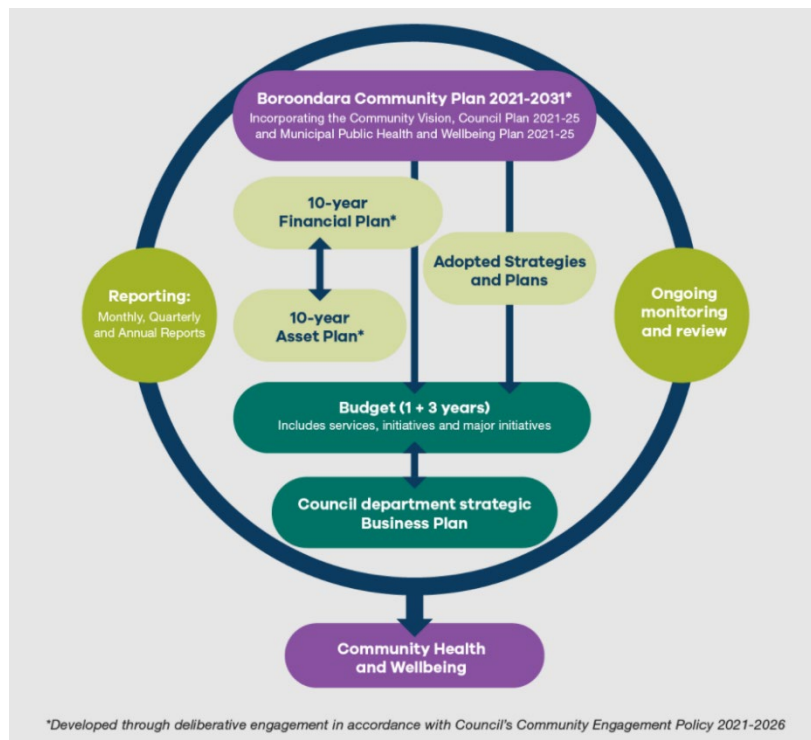 Boroondara Community Plan 2021-2031*
Incorporating the Community Vision, Council Plan 2021-25
and Municipal Public Health and Wellbeing Plan 2021-25
10-year
Financial Plan*
Adopted Strategies
and Plans
Reporting:
Monthly, Quarterly
and Annual Reports
Ongoing
monitoring
and review
10-year
Asset Plan*
Budget (1 + 3 years)
Includes services, initiatives and major initiatives
Council department strategic
Business Plan
Community Health
and Wellbeing
*Developed through deliberative engagement in accordance with Council's Community Engagement Policy 2021-2026